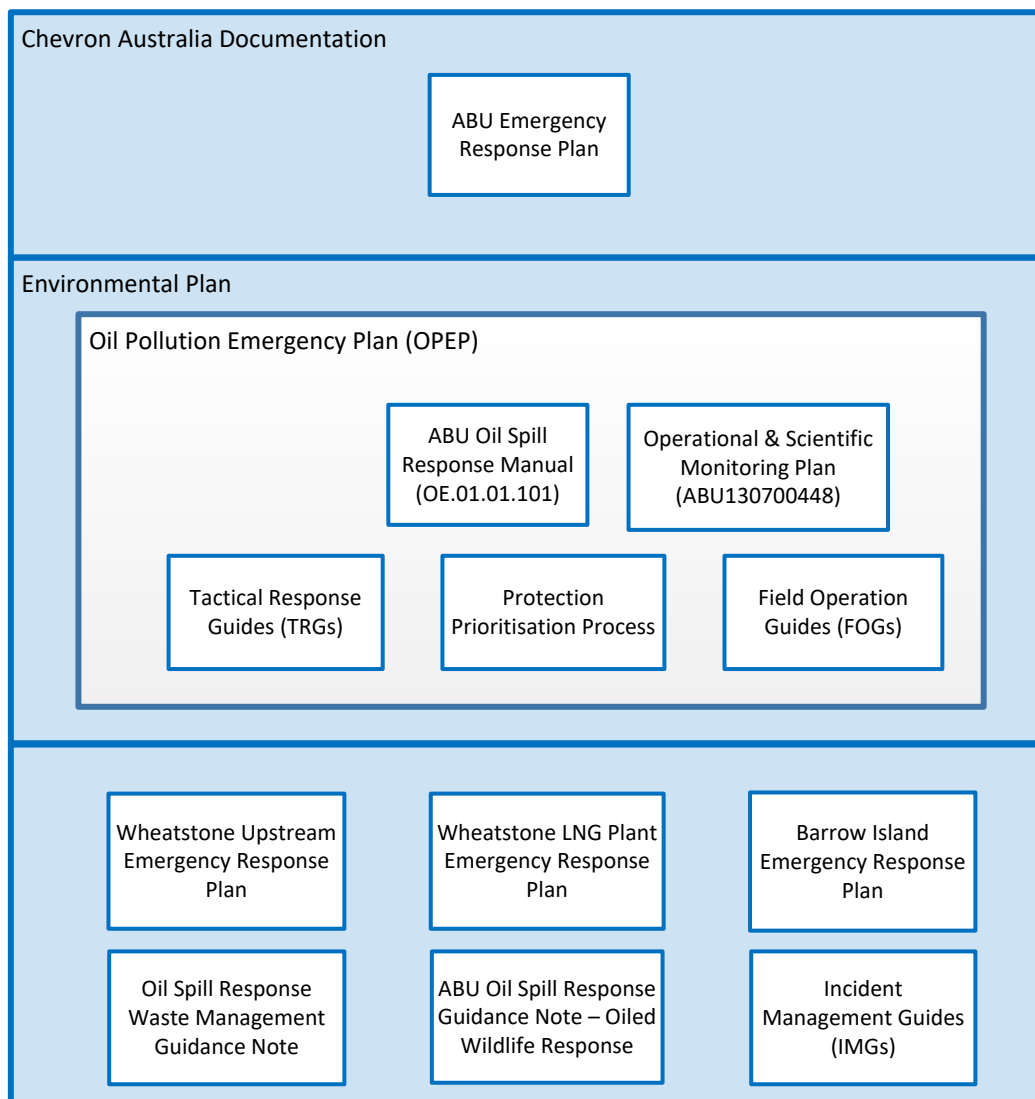 Chevron Australia Documentation
ABU Emergency
Response Plan
Environmental Plan
Oil Pollution Emergency Plan (OPEP)
ABU Oil Spill
Response Manual
(OE.01.01.101)
Operational & Scientific
Monitoring Plan
(ABU130700448)
Tactical Response
Guides (TRGs)
Protection
Prioritisation Process
Field Operation
Guides (FOGs)
Wheatstone Upstream
Emergency Response
Plan
Wheatstone LNG Plant
Emergency Response
Plan
Barrow Island
Emergency Response
Plan
Oil Spill Response
Waste Management
Guidance Note
ABU Oil Spill Response
Guidance Note – Oiled
Wildlife Response
Incident
Management Guides
(IMGs)